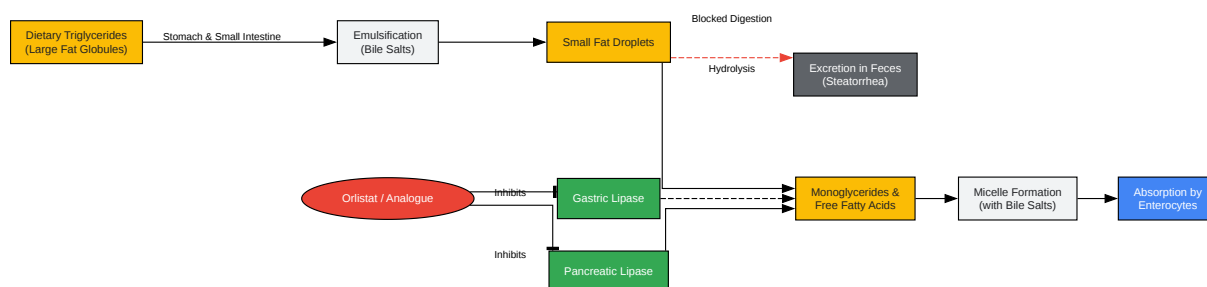 Blocked Digestion
Dietary Triglycerides
(Large Fat Globules)
Stomach & Small Intestine
Emulsification
(Bile Salts)
Small Fat Droplets
Hydrolysis
Excretion in Feces
(Steatorrhea)
Orlistat / Analogue
Inhibits
Gastric Lipase
Monoglycerides &
Free Fatty Acids
Micelle Formation
(with Bile Salts)
Absorption by
Enterocytes
Inhibits
Pancreatic Lipase